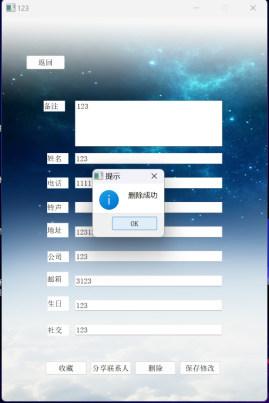 123
返回
备注 123
姓名 123
提示
电话 1111
删除成功
铃声
OK
地址 1231
公司 123
邮箱 3123
生日 123
社交 123
收藏 分享联系人 删除 保存修改